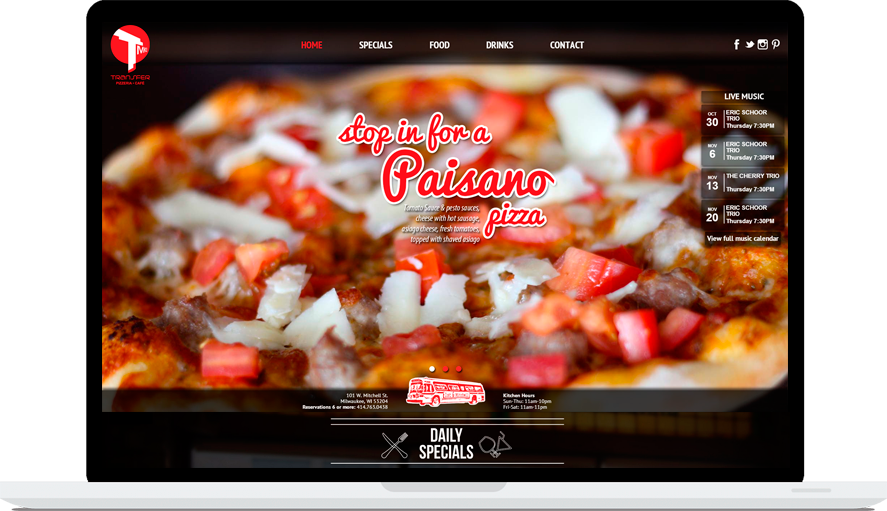 TRANSFER
PIZZERIA • CAFE
HOME
SPECIALS
FOOD
DRINKS
CONTACT
stop in for a
Paisano
pizza
Tomato Sauce & pesto sauces,
cheese with hot sausage,
asiago cheese, fresh tomatoes,
topped with shaved asiago
LIVE MUSIC
OCT
30
ERIC SCHOOR
TRIO
Thursday 7:30PM
NOV
6
ERIC SCHOOR
TRIO
Thursday 7:30PM
NOV
13
THE CHERRY TRIO
Thursday 7:30PM
NOV
20
ERIC SCHOOR
TRIO
Thursday 7:30PM
View full music calendar
101 W. Mitchell St.
Milwaukee, WI 53204
Reservations 6 or more: 414.763.0438
Kitchen Hours
Sun-Thu: 11am-10pm
Fri-Sat: 11am-11pm
DAILY
SPECIALS